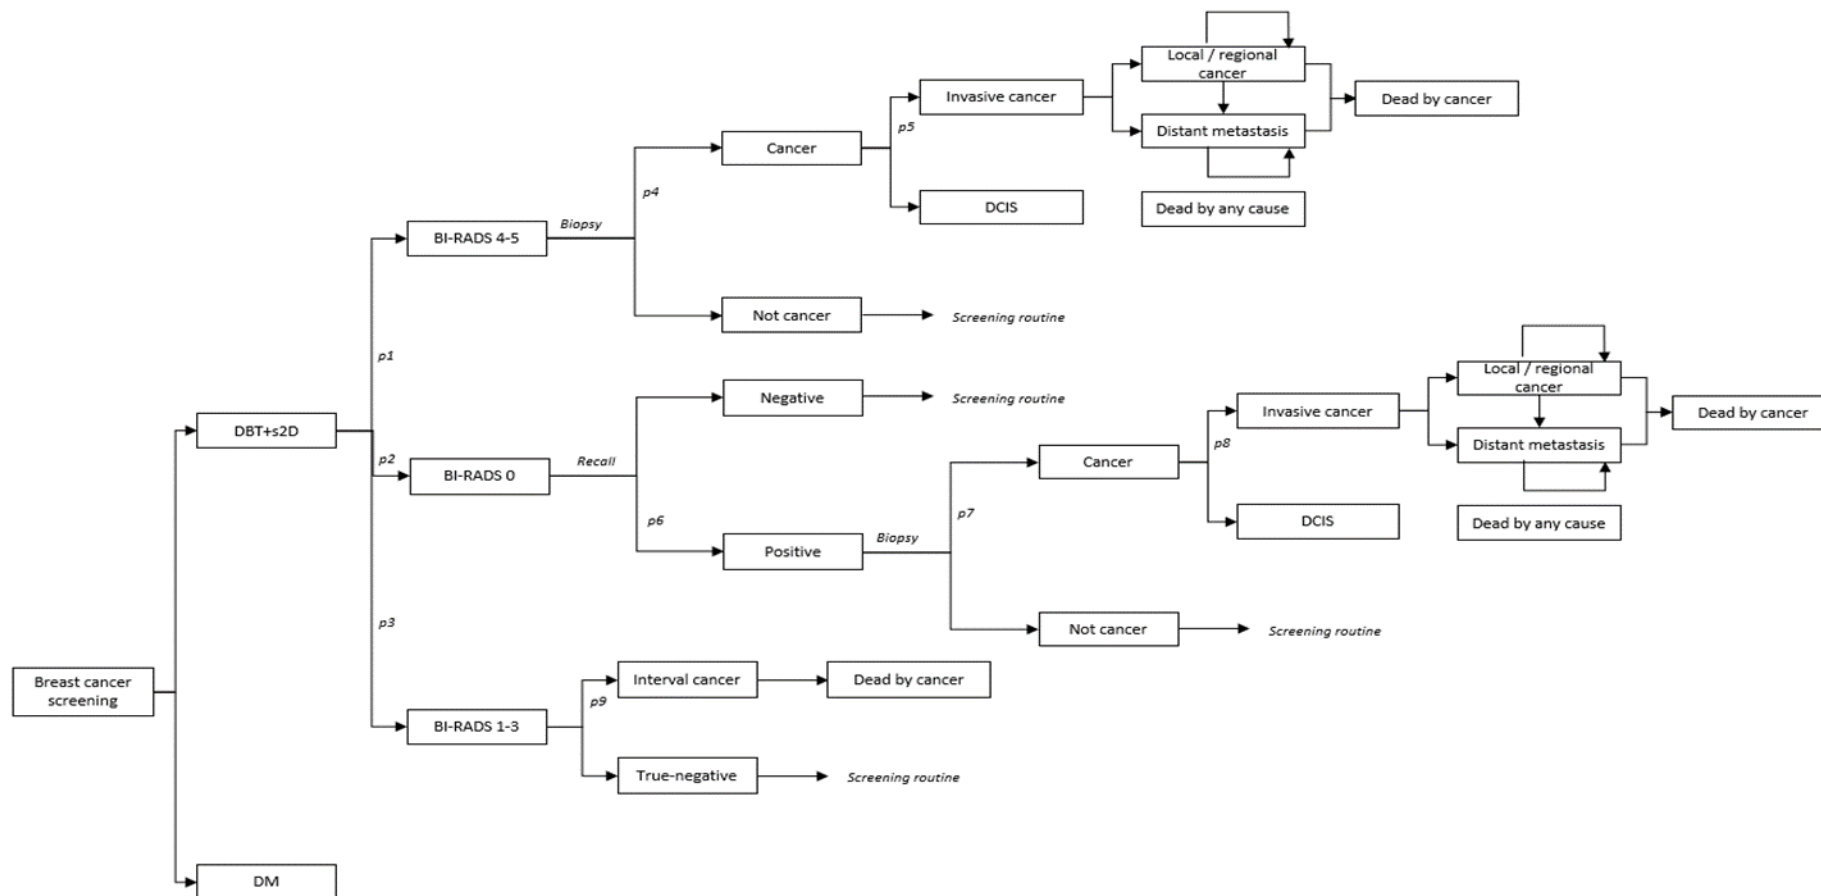 Local / regional
cancer
Invasive cancer
Dead by cancer
p5
Distant metastasis
Cancer
p4
DCIS
Dead by any cause
Biopsy
BI-RADS 4-5
Not cancer
Screening routine
p1
Local / regional
cancer
Negative
Screening routine
Invasive cancer
Dead by cancer
DBT+s2D
p8
Distant metastasis
p2
Recall
Cancer
BI-RADS 0
p7
p6
DCIS
Dead by any cause
Biopsy
Positive
p3
Not cancer
Screening routine
Breast cancer
screening
Interval cancer
Dead by cancer
p9
BI-RADS 1-3
True-negative
Screening routine
DM